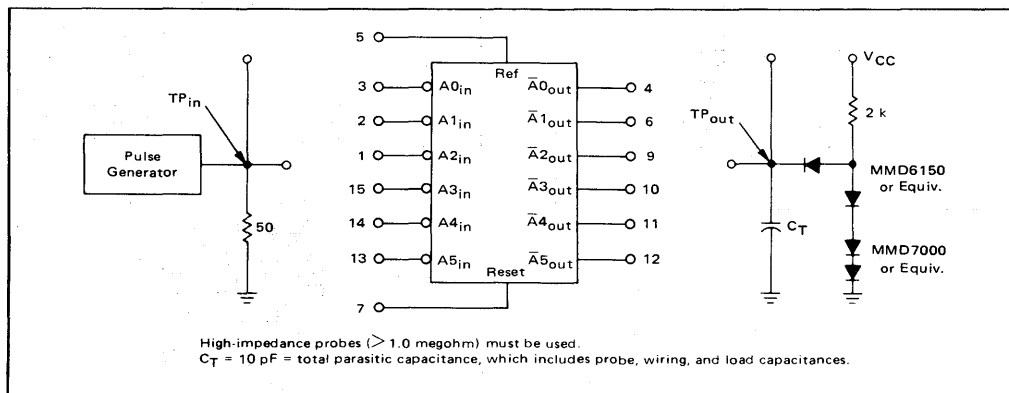 5
Ref
3 A0in A̅0out 4
2 A1in A̅1out 6
1 A2in A̅2out 9
15 A3in A̅3out 10
14 A4in A̅4out 11
13 A5in A̅5out 12
Reset
7
TPin
Pulse
Generator
50
VCC
2 k
TPout
MMD6150
or Equiv.
CT
MMD7000
or Equiv.
High-impedance probes (> 1.0 megohm) must be used.
CT = 10 pF = total parasitic capacitance, which includes probe, wiring, and load capacitances.